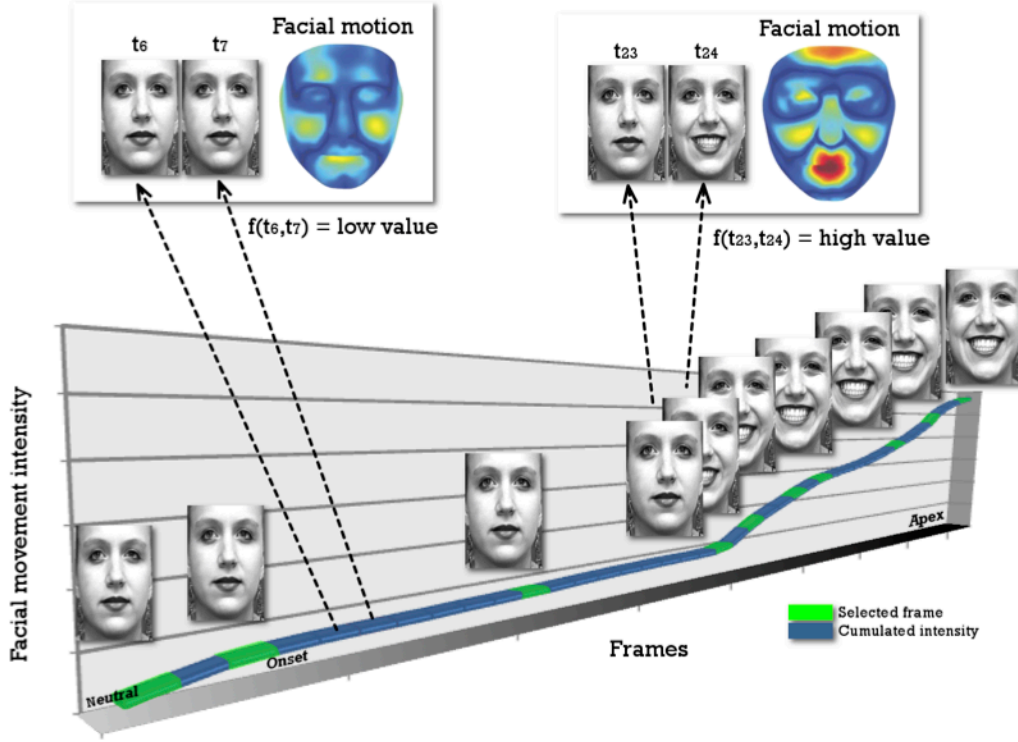 Facial motion
t6 t7
f(t6,t7) = low value
Facial motion
t23 t24
f(t23,t24) = high value
Facial movement intensity
Neutral
Onset
Apex
Frames
Selected frame
Cumulated intensity